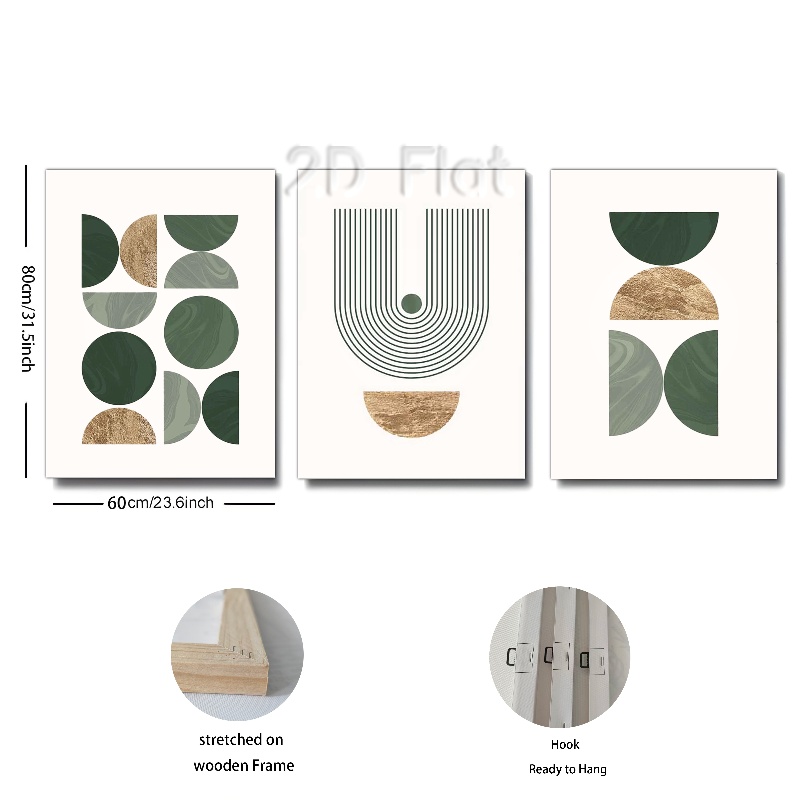 2D Flat
80cm/31.5inch
60cm/23.6inch
stretched on
wooden Frame
Hook
Ready to Hang